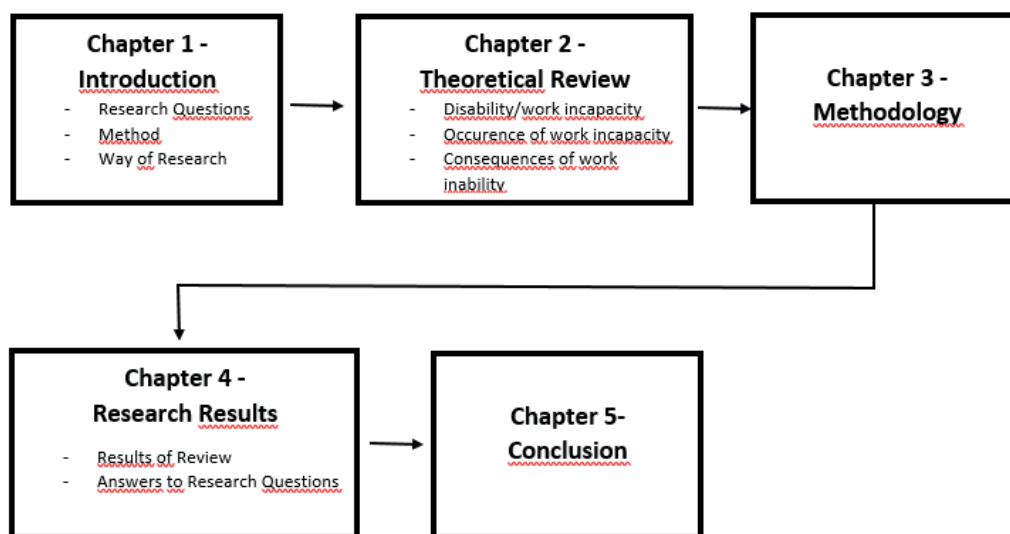 Chapter 1 -
Introduction
- Research Questions
- Method
- Way of Research
Chapter 2 -
Theoretical Review
- Disability/work incapacity
- Occurence of work incapacity
- Consequences of work
inability
Chapter 3 -
Methodology
Chapter 4 -
Research Results
- Results of Review
- Answers to Research Questions
Chapter 5-
Conclusion